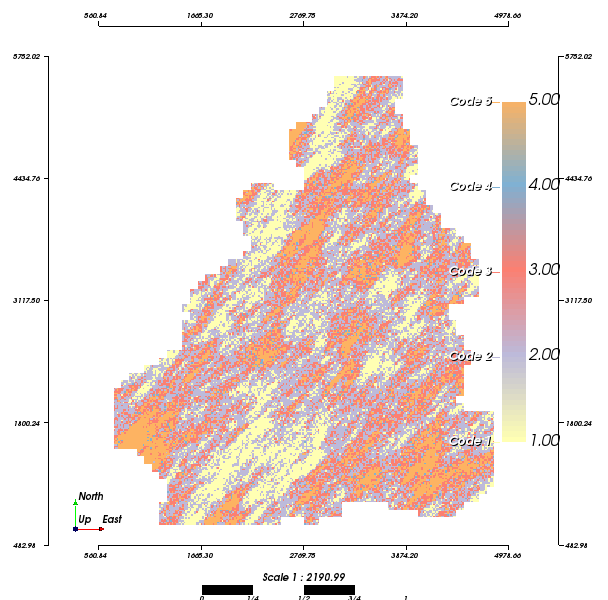 560.84 1665.30 2769.75 3874.20 4978.66
5752.02 5752.02
Code 5 5.00
4434.76 Code 4 4.00 4434.76
Code 3 3.00
3117.50 3117.50
Code 2 2.00
1800.24 1800.24
Code 1 1.00
North
Up East
482.98 482.98
560.84 1665.30 2769.75 3874.20 4978.66
Scale 1 : 2190.99
0 1/4 1/2 3/4 1